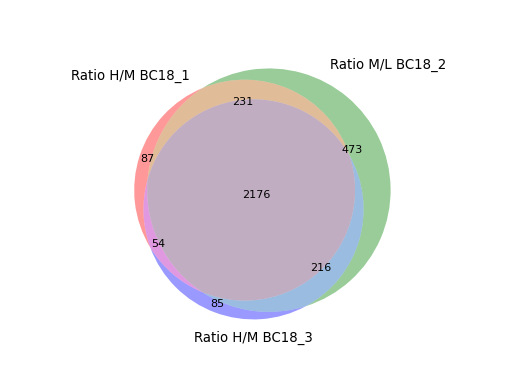 Ratio M/L BC18_2
Ratio H/M BC18_1
231
473
87
2176
54
216
85
Ratio H/M BC18_3